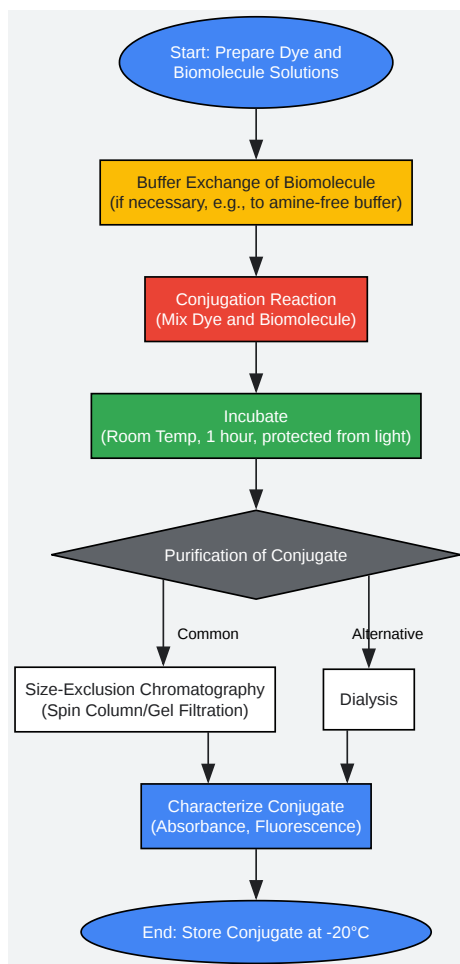 Start: Prepare Dye and
Biomolecule Solutions
Buffer Exchange of Biomolecule
(if necessary, e.g., to amine-free buffer)
Conjugation Reaction
(Mix Dye and Biomolecule)
Incubate
(Room Temp, 1 hour, protected from light)
Purification of Conjugate
Common
Alternative
Size-Exclusion Chromatography
(Spin Column/Gel Filtration)
Dialysis
Characterize Conjugate
(Absorbance, Fluorescence)
End: Store Conjugate at -20°C